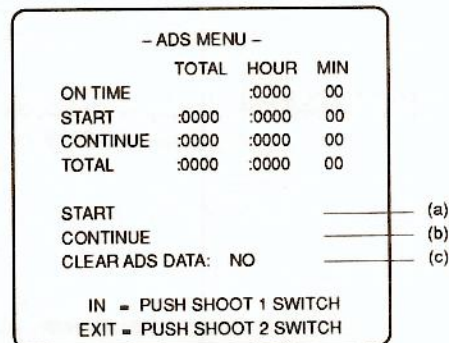 – ADS MENU –
TOTAL HOUR MIN
ON TIME :0000 00
START :0000 :0000 00
CONTINUE :0000 :0000 00
TOTAL :0000 :0000 00
START (a)
CONTINUE (b)
CLEAR ADS DATA: NO (c)
IN = PUSH SHOOT 1 SWITCH
EXIT = PUSH SHOOT 2 SWITCH